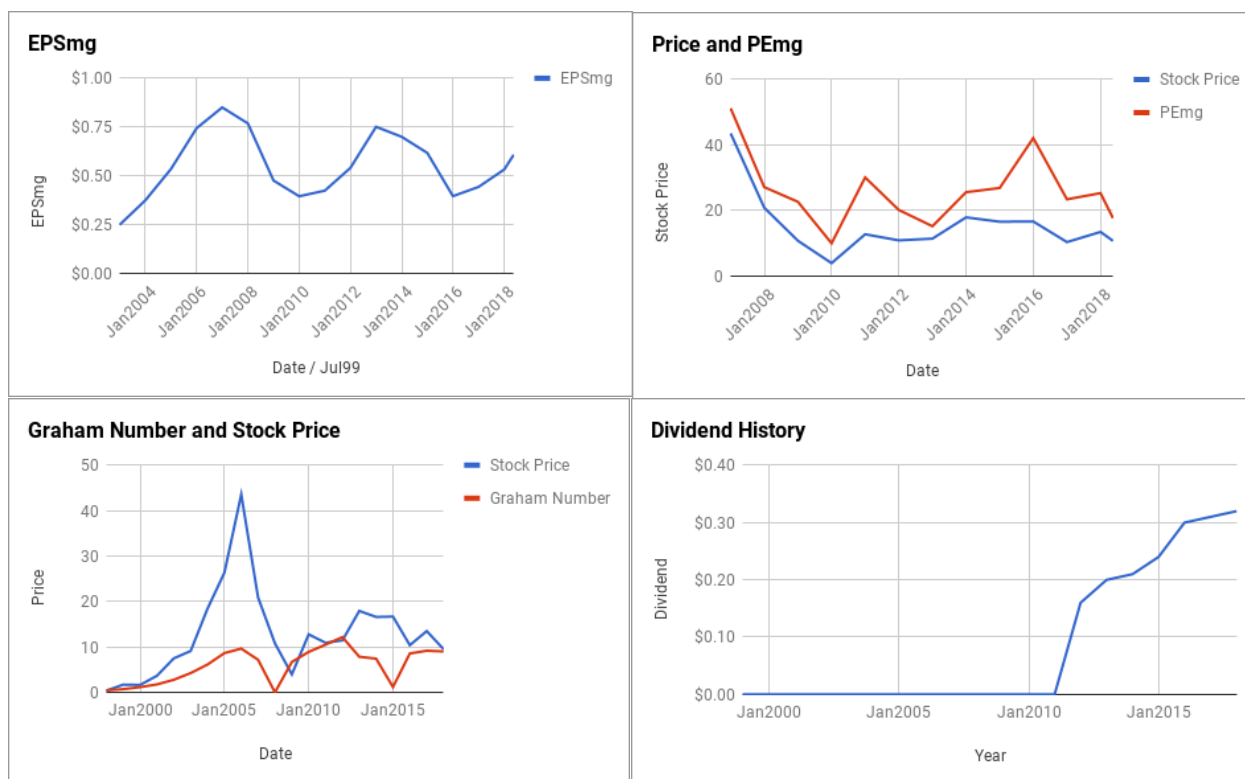 EPSmg
$1.00
$0.75
$0.50
$0.25
$0.00
EPSmg
EPSmg
Jan2004
Jan2006
Jan2008
Jan2010
Jan2012
Jan2014
Jan2016
Jan2018
Date / Jul99
Price and PEmg
60
40
20
0
Stock Price
Stock Price
PEmg
Jan2008
Jan2010
Jan2012
Jan2014
Jan2016
Jan2018
Date
Graham Number and Stock Price
50
40
30
20
10
0
Price
Stock Price
Graham Number
Jan2000
Jan2005
Jan2010
Jan2015
Date
Dividend History
$0.40
$0.30
$0.20
$0.10
$0.00
Dividend
Jan2000
Jan2005
Jan2010
Jan2015
Year